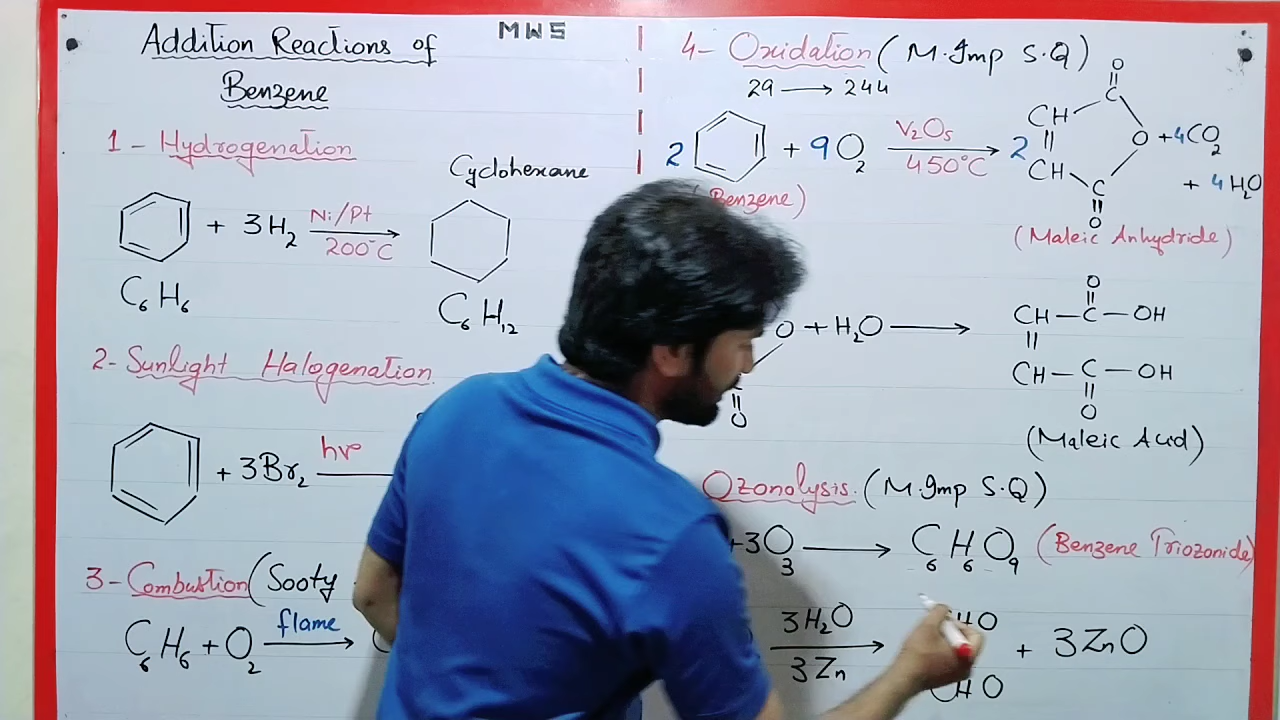 Addition Reactions of
Benzene
MWS
1- Hydrogenation
Cyclohexane
+ 3H₂ Ni/Pt 200°C
C₆H₆
C₆H₁₂
2- Sunlight Halogenation
+ 3Br₂ hν
3- Combustion (Sooty
C₆H₆ + O₂ flame
4- Oxidation (M.Imp S.Q)
29 → 244
2 + 9O₂ V₂O₅ 450°C → 2 CH CH C O O C O + 4CO₂
+ 4H₂O
(Benzene)
(Maleic Anhydride)
O + H₂O → O
CH — C — OH
CH — C — OH
O
O
(Maleic Acid)
Ozonolysis (M.Imp S.Q)
+3O₃ → C₆H₆O₉ (Benzene Triozonide)
3H₂O
3Zn
HO
+ 3ZnO
CHO